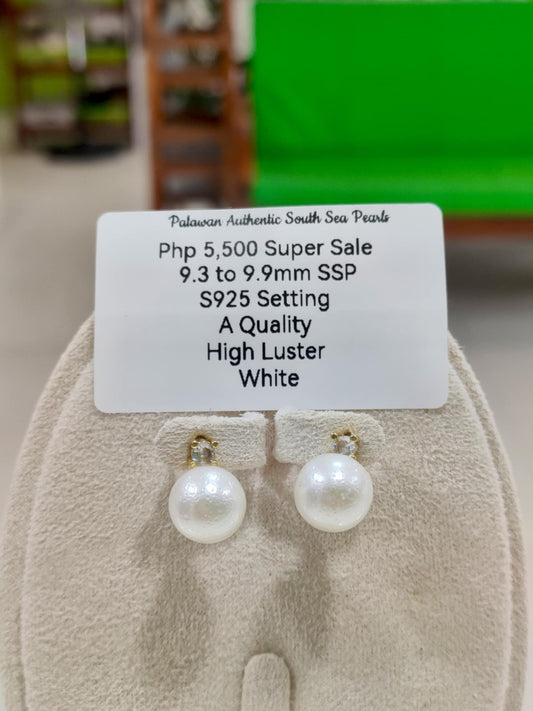 Palawan Authentic South Sea Pearls
Php 5,500 Super Sale
9.3 to 9.9mm SSP
S925 Setting
A Quality
High Luster
White